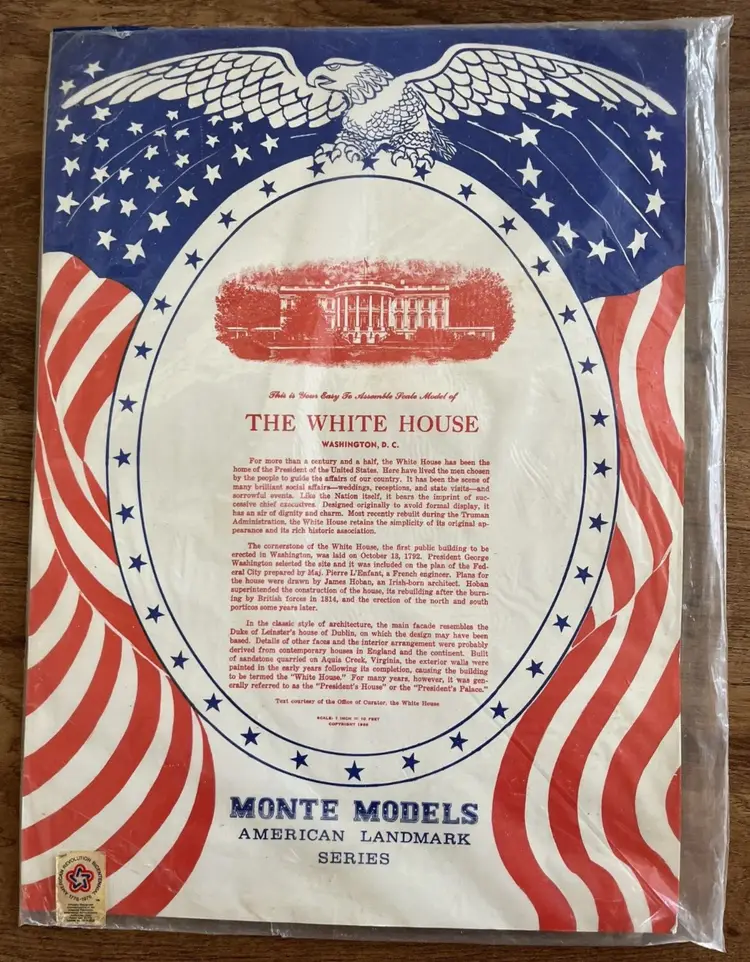 This is Your Easy To Assemble Scale Model of
THE WHITE HOUSE
WASHINGTON, D. C.
For more than a century and a half, the White House has been the
home of the President of the United States. Here have lived the men chosen
by the people to guide the affairs of our country. It has been the scene of
many brilliant social affairs—weddings, receptions, and state visits—and
sorrowful events. Like the Nation itself, it bears the imprint of suc-
cessive chief executives. Designed originally to avoid formal display, it
has an air of dignity and charm. Most recently rebuilt during the Truman
Administration, the White House retains the simplicity of its original ap-
pearance and its rich historic association.
The cornerstone of the White House, the first public building to be
erected in Washington, was laid on October 13, 1792. President George
Washington selected the site and it was included on the plan of the Fed-
eral City prepared by Maj. Pierre L'Enfant, a French engineer. Plans for
the house were drawn by James Hoban, an Irish-born architect. Hoban
superintended the construction of the house, its rebuilding after the burn-
ing by British forces in 1814, and the erection of the north and south
porticos some years later.
In the classic style of architecture, the main facade resembles the
Duke of Leinster's house of Dublin, on which the design may have been
based. Details of other faces and the interior arrangement were probably
derived from contemporary houses in England and the continent. Built
of sandstone quarried on Aquia Creek, Virginia, the exterior walls were
painted in the early years following its completion, causing the building
to be termed the "White House." For many years, however, it was gen-
erally referred to as the "President's House" or the "President's Palace."
Text courtesy of the Office of Curator, the White House
SCALE: 1 INCH = 10 FEET
COPYRIGHT
MONTE MODELS
AMERICAN LANDMARK
SERIES
AMERICAN REVOLUTION BICENTENNIAL
1776-1976